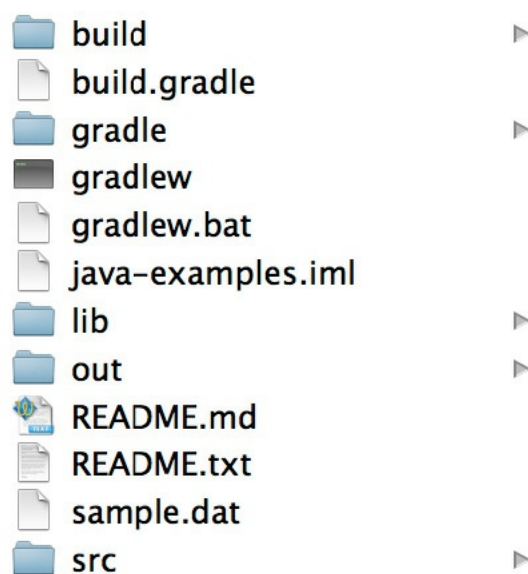 build
build.gradle
gradle
gradlew
gradlew.bat
java-examples.iml
lib
out
README.md
README.txt
sample.dat
src